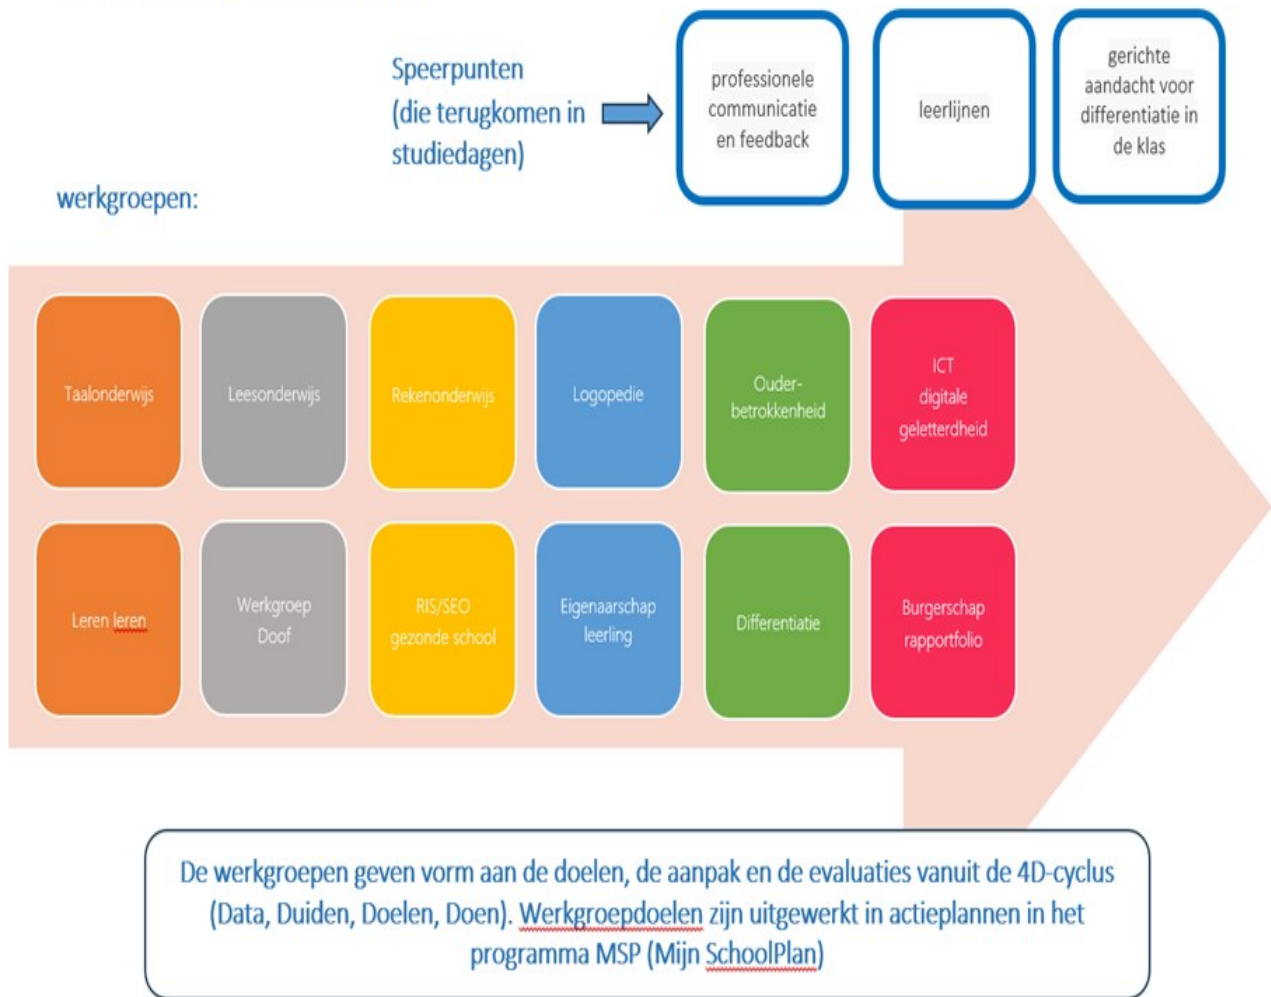 Speerpunten
(die terugkomen in
studiedagen)
professionele
communicatie
en feedback
leerlijnen
gerichte
aandacht voor
differentiatie in
de klas
werkgroepen:
Taalonderwijs
Leesonderwijs
Rekenonderwijs
Logopedie
Ouder-
betrokkenheid
ICT
digitale
geletterdheid
Leren leren
Werkgroep
Doof
RIS/SEO
gezonde school
Eigenaarschap
leerling
Differentiatie
Burgerschap
rapportfolio
De werkgroepen geven vorm aan de doelen, de aanpak en de evaluaties vanuit de 4D-cyclus
(Data, Duiden, Doelen, Doen). Werkgroepdoelen zijn uitgewerkt in actieplannen in het
programma MSP (Mijn SchoolPlan)